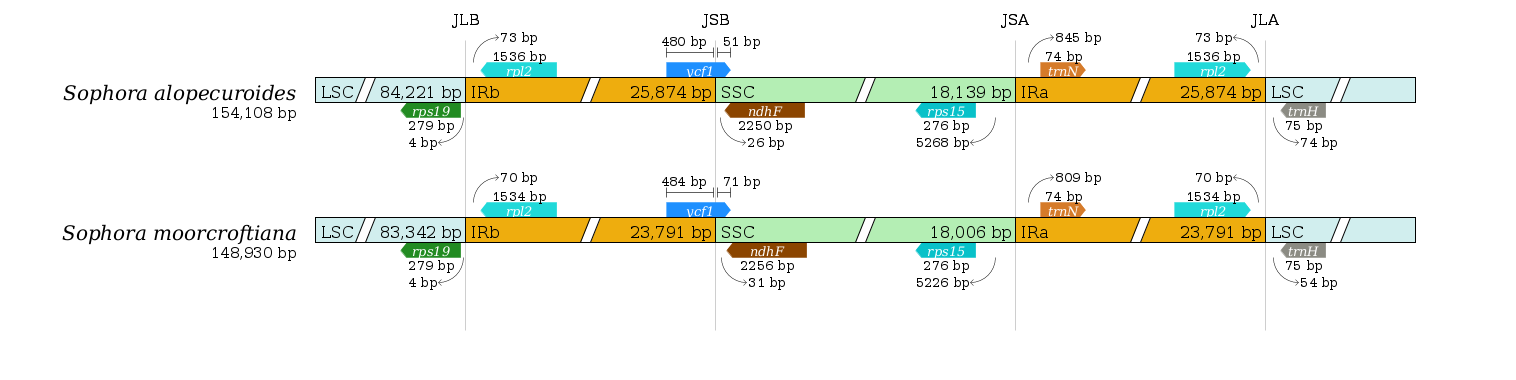 JLB JSB JSA JLA
73 bp 480 bp 51 bp 845 bp 73 bp
1536 bp 74 bp 1536 bp
rpl2 ycf1 trnN rpl2
Sophora alopecuroides LSC 84,221 bp IRb 25,874 bp SSC 18,139 bp IRa 25,874 bp LSC
154,108 bp rps19 ndhF rps15 trnH
279 bp 2250 bp 276 bp 75 bp
4 bp 26 bp 5268 bp 74 bp
70 bp 484 bp 71 bp 809 bp 70 bp
1534 bp 74 bp 1534 bp
rpl2 ycf1 trnN rpl2
Sophora moorcroftiana LSC 83,342 bp IRb 23,791 bp SSC 18,006 bp IRa 23,791 bp LSC
148,930 bp rps19 ndhF rps15 trnH
279 bp 2256 bp 276 bp 75 bp
4 bp 31 bp 5226 bp 54 bp